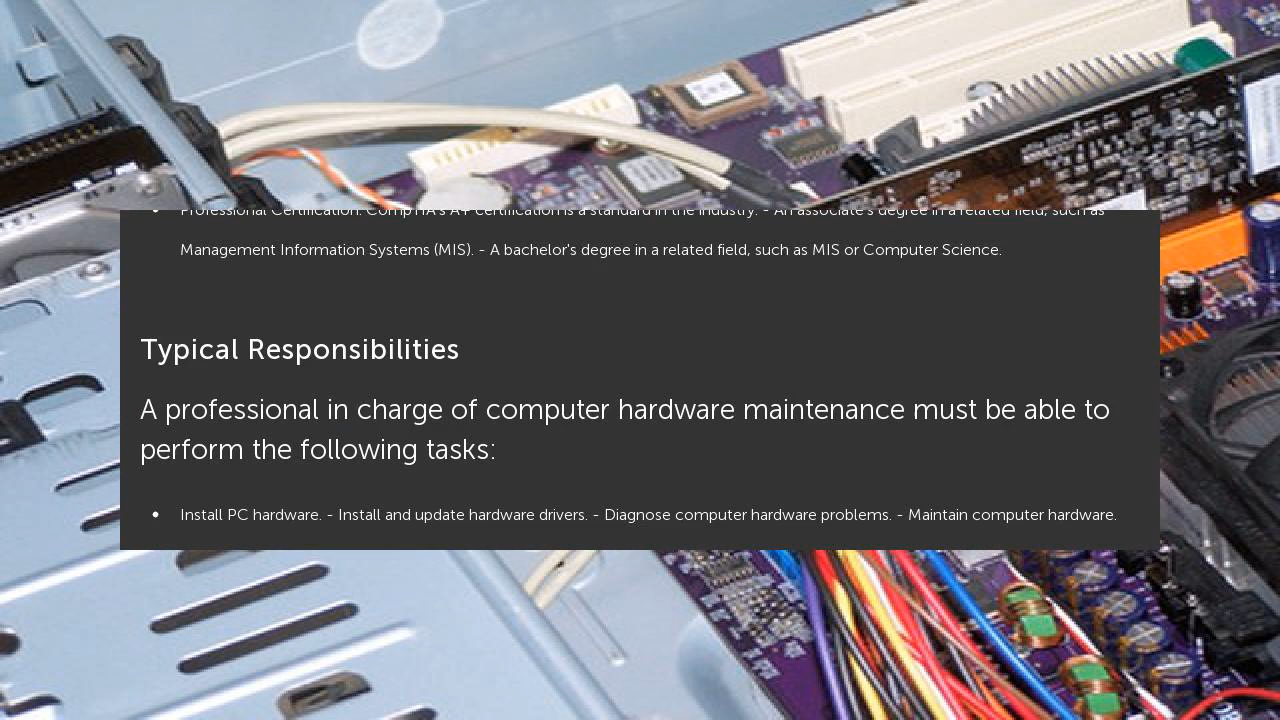 • Professional Certification: CompTIA's A+ certification is a standard in the industry. - An associate's degree in a related field, such as
Management Information Systems (MIS). - A bachelor's degree in a related field, such as MIS or Computer Science.
Typical Responsibilities
A professional in charge of computer hardware maintenance must be able to
perform the following tasks:
• Install PC hardware. - Install and update hardware drivers. - Diagnose computer hardware problems. - Maintain computer hardware.